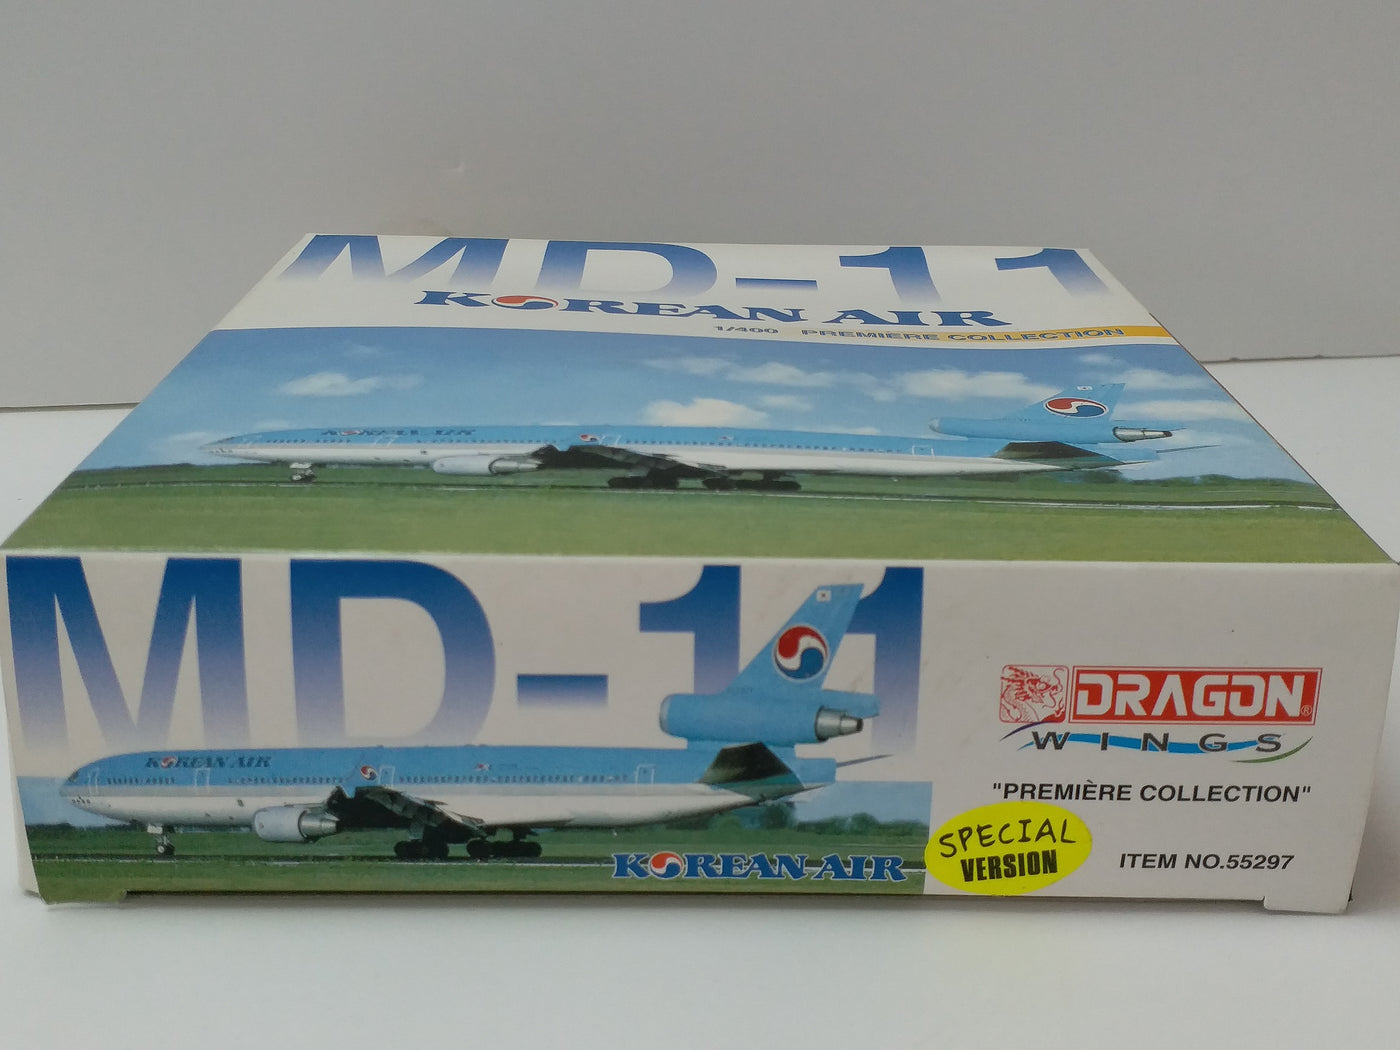 MD-11
KOREAN AIR
1/400 PREMIERE COLLECTION
KOREAN AIR
MD-11
KOREAN AIR
KOREAN AIR
DRAGON®
WINGS
"PREMIÈRE COLLECTION"
SPECIAL
VERSION
ITEM NO.55297